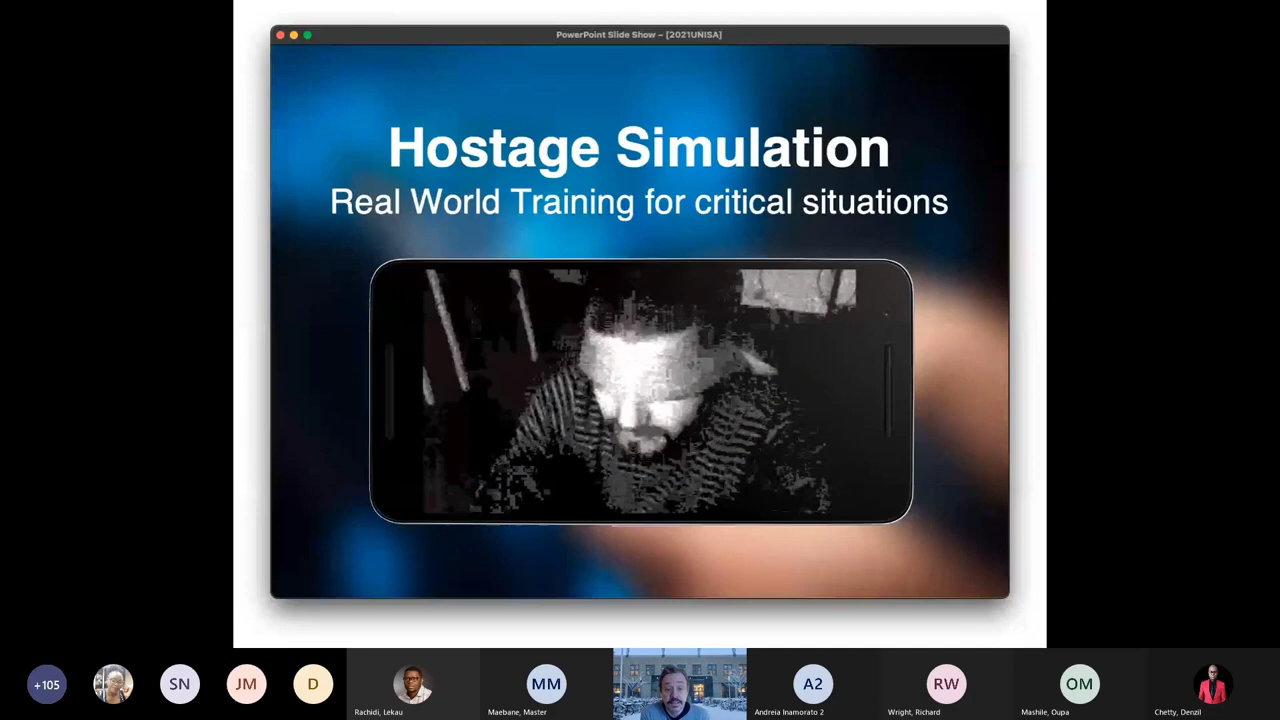 PowerPoint Slide Show – [2021UNISA]
Hostage Simulation
Real World Training for critical situations
+105
SN
JM
D
Rachidi, Lekau
MM
Maebane, Master
A2
Andreia Inamorato 2
RW
Wright, Richard
OM
Mashile, Oupa
Chetty, Denzil